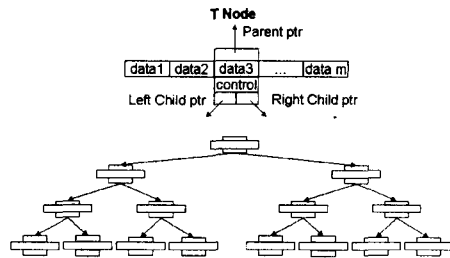 T Node
Parent ptr
data1 data2 data3 ... data m
control
Left Child ptr Right Child ptr